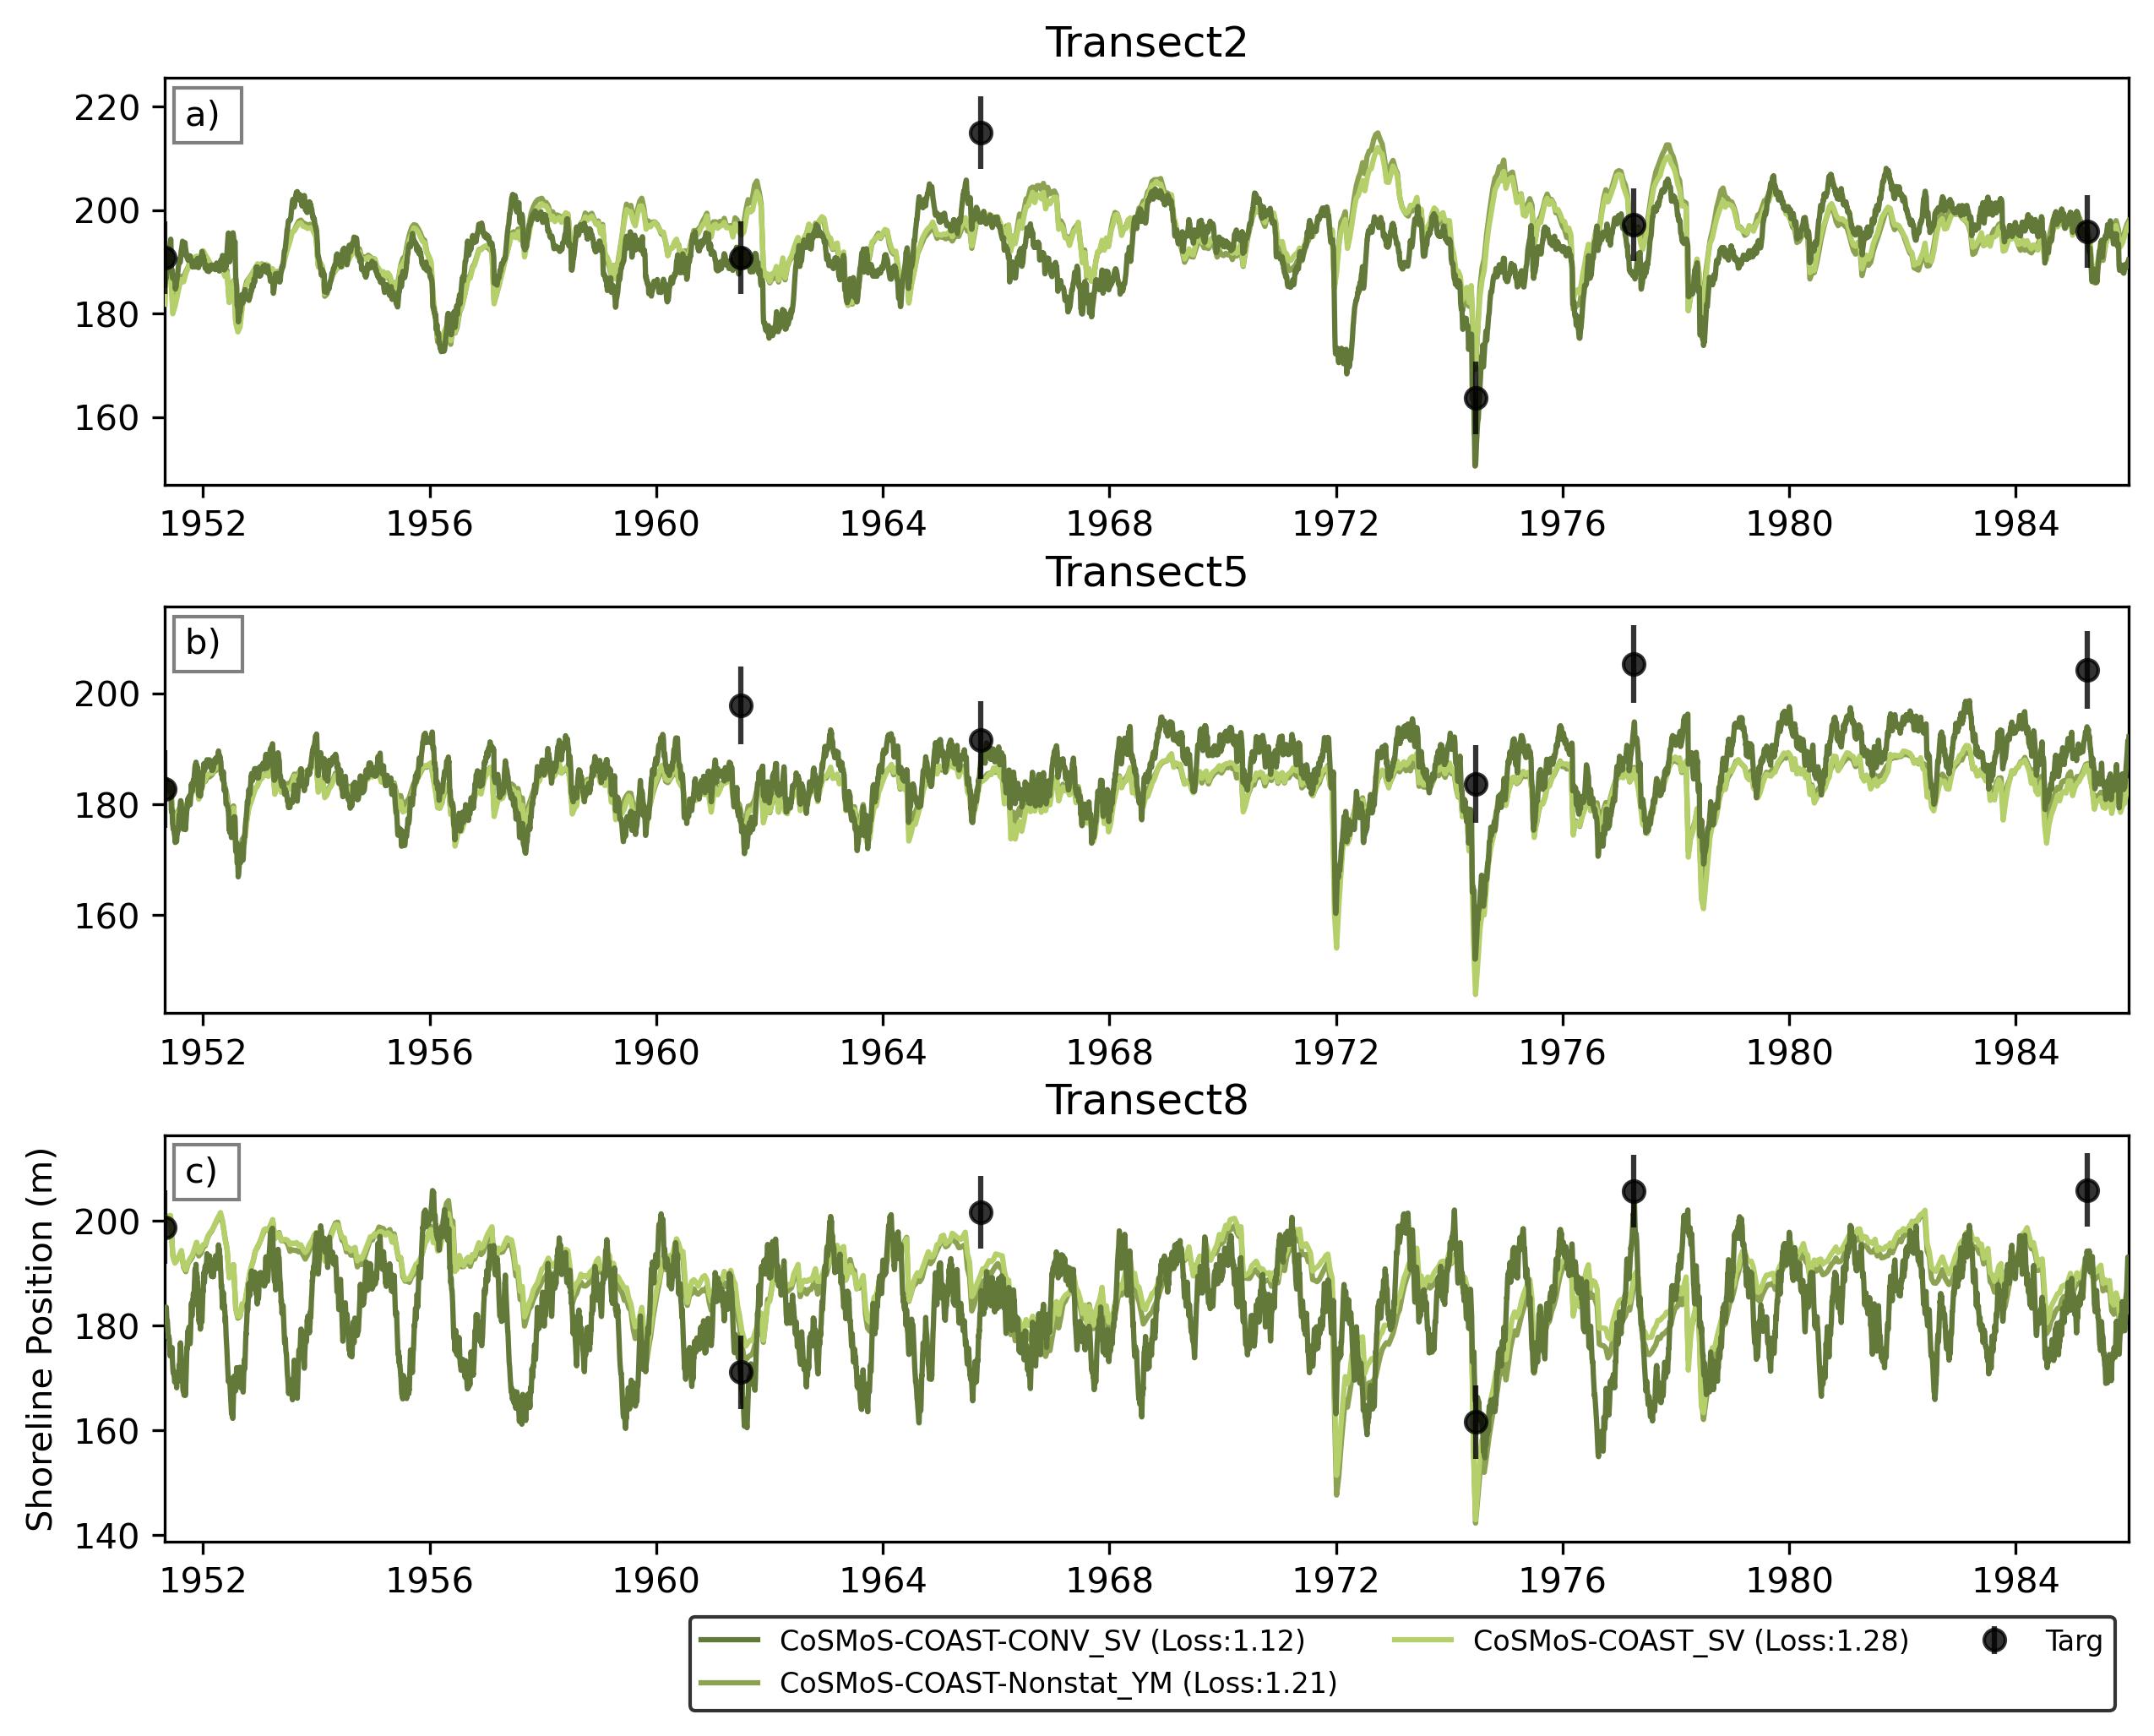 Transect2
a)
220
200
180
160
1952 1956 1960 1964 1968 1972 1976 1980 1984
Transect5
b)
200
180
160
1952 1956 1960 1964 1968 1972 1976 1980 1984
Transect8
c)
Shoreline Position (m)
200
180
160
140
1952 1956 1960 1964 1968 1972 1976 1980 1984
CoSMoS-COAST-CONV_SV (Loss:1.12) CoSMoS-COAST_SV (Loss:1.28) Targ
CoSMoS-COAST-Nonstat_YM (Loss:1.21)